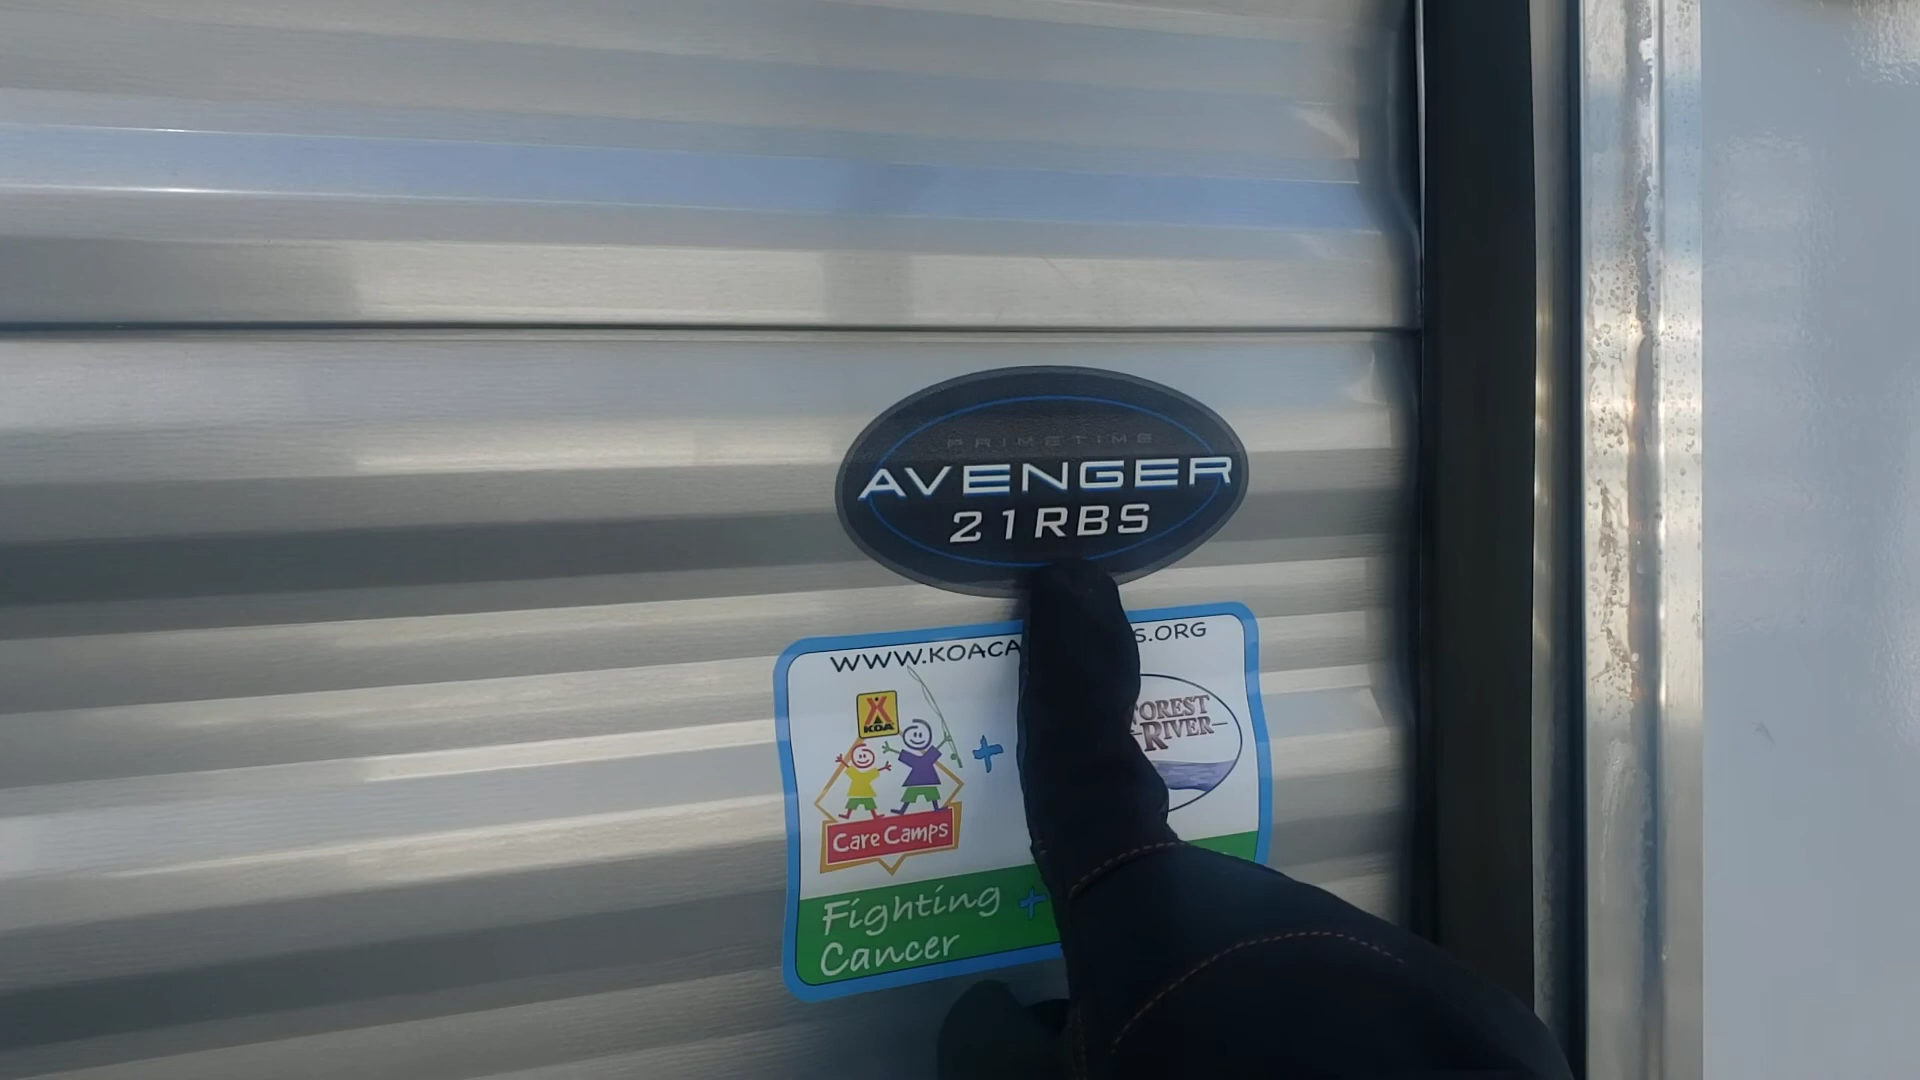 PRIMETIME
AVENGER
21RBS
WWW.KOACA
S.ORG
KOA
+
FOREST
RIVER
Care Camps
Fighting +
Cancer